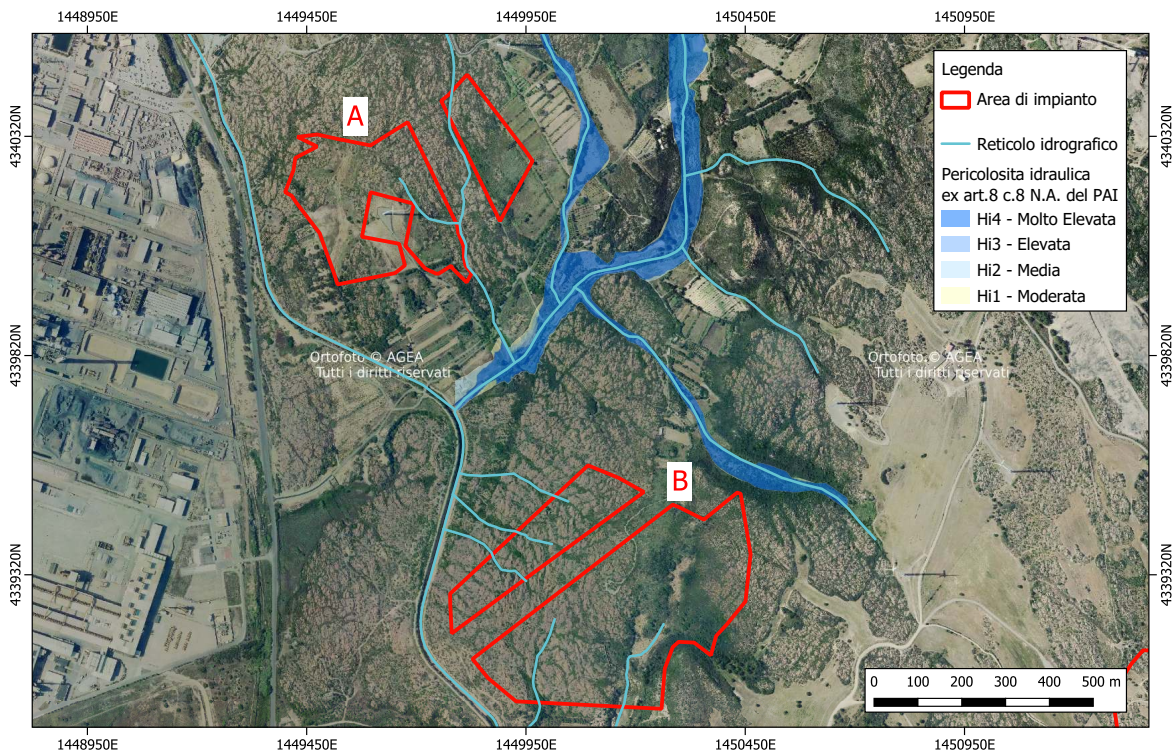 1448950E 1449450E 1449950E 1450450E 1450950E
4340320N 4340320N
4339820N 4339820N
4339320N 4339320N
A
B
Legenda
Area di impianto
Reticolo idrografico
Pericolosita idraulica
ex art.8 c.8 N.A. del PAI
Hi4 - Molto Elevata
Hi3 - Elevata
Hi2 - Media
Hi1 - Moderata
Ortofoto © AGEA
Tutti i diritti riservati
Ortofoto © AGEA
Tutti i diritti riservati
0 100 200 300 400 500 m
1448950E 1449450E 1449950E 1450450E 1450950E